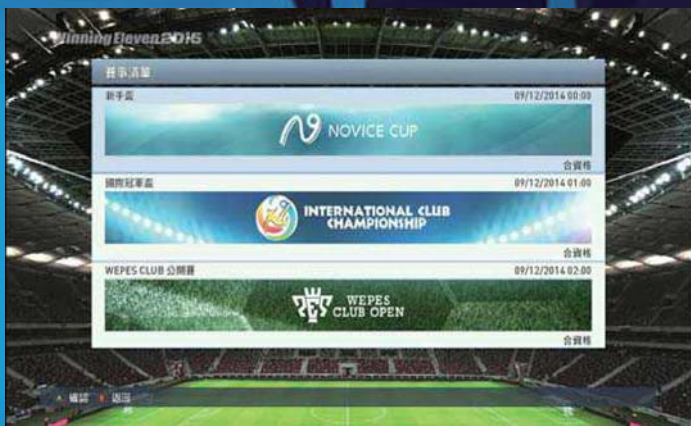 Winning Eleven 2015
賽事清單
新手盃 09/12/2014 00:00
NOVICE CUP
合資格
國際冠軍盃 09/12/2014 01:00
INTERNATIONAL CLUB
CHAMPIONSHIP
合資格
WEPES CLUB 公開賽 09/12/2014 02:00
WEPES
CLUB OPEN
合資格
確認 返回